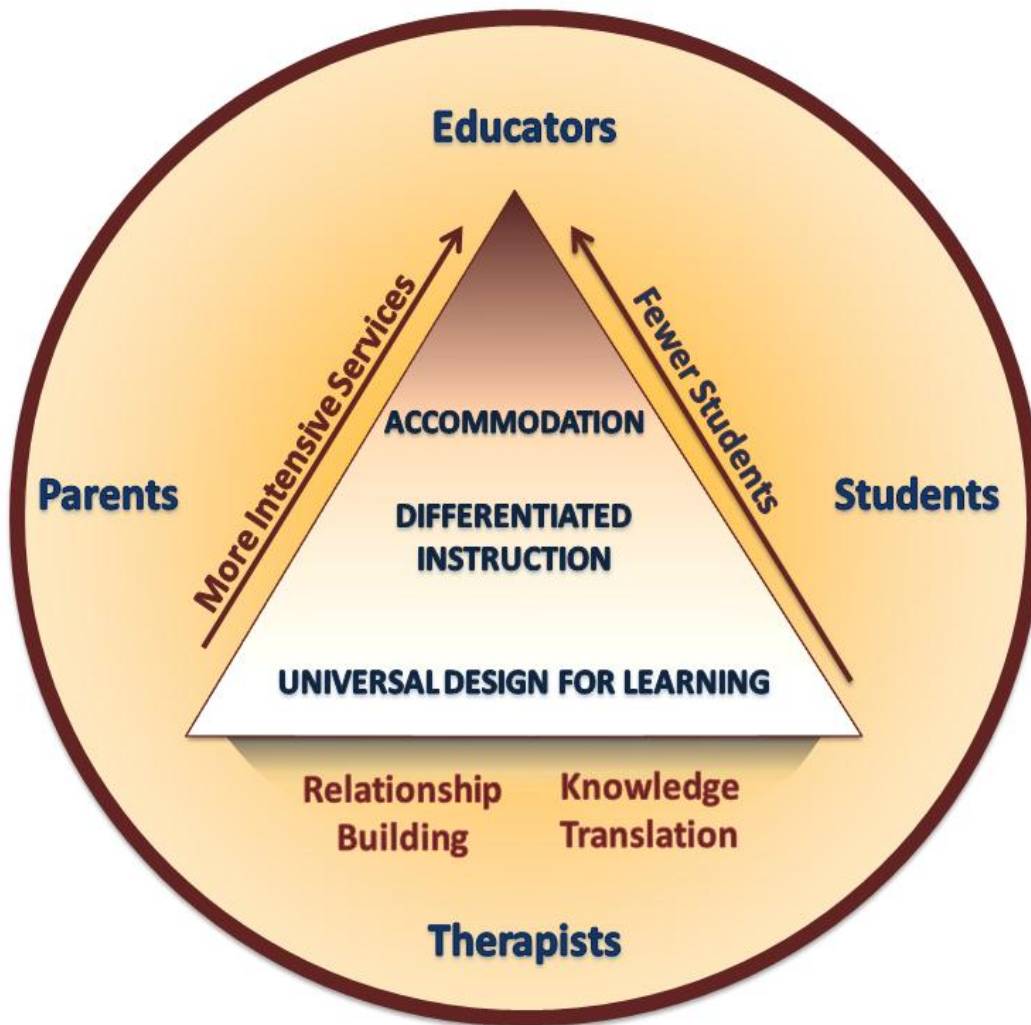 Educators
More Intensive Services
Fewer Students
ACCOMMODATION
Parents
DIFFERENTIATED
INSTRUCTION
Students
UNIVERSAL DESIGN FOR LEARNING
Relationship
Building
Knowledge
Translation
Therapists